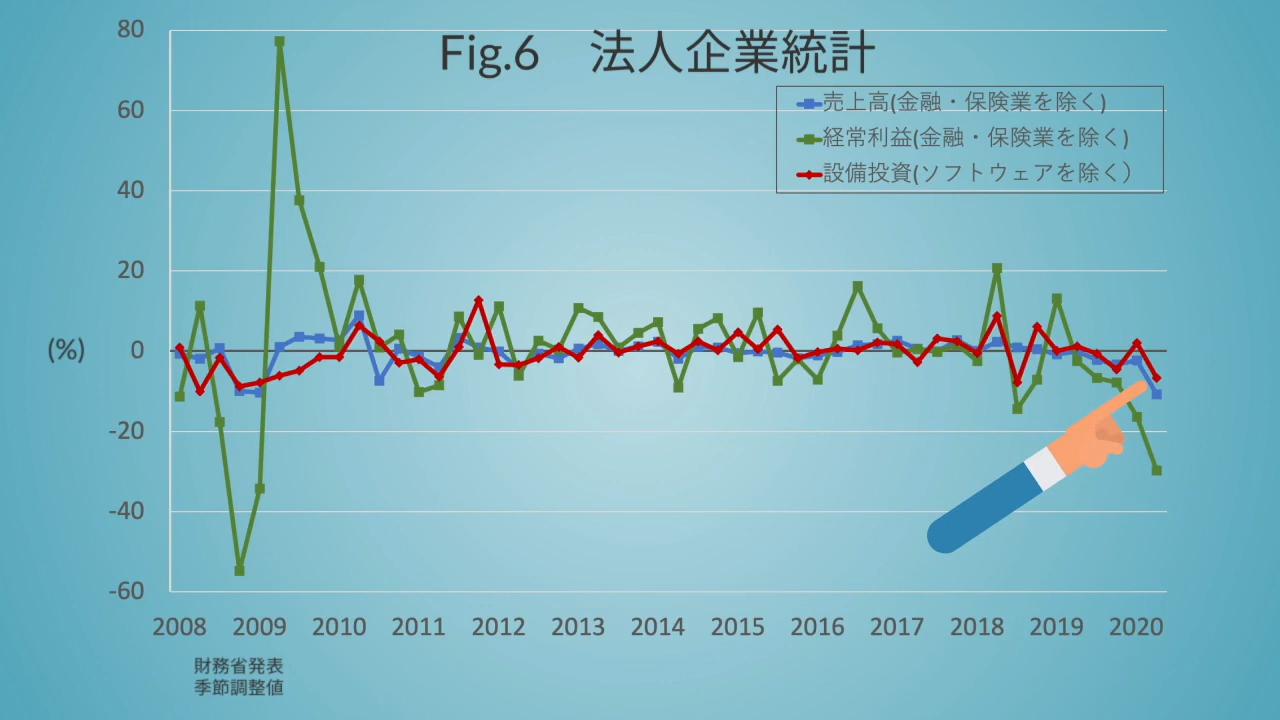 Fig.6　法人企業統計
売上高(金融・保険業を除く)
経常利益(金融・保険業を除く)
設備投資(ソフトウェアを除く）
80
60
40
20
0
-20
-40
-60
(%)
2008 2009 2010 2011 2012 2013 2014 2015 2016 2017 2018 2019 2020
財務省発表
季節調整値